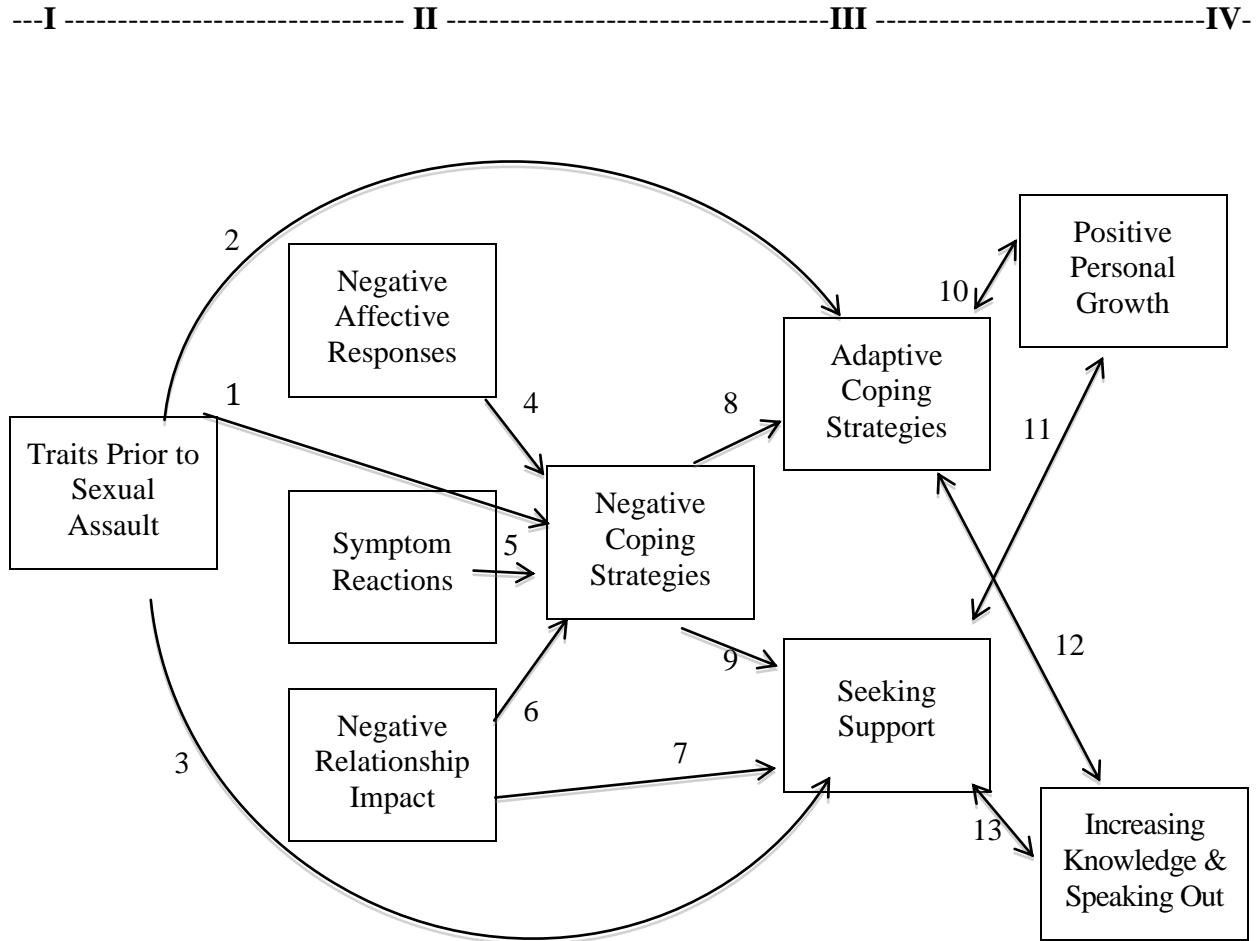 ---I ------------------------------ II ---------------------------------III -----------------------------IV-
2
Negative
Affective
Responses
Positive
Personal
Growth
10
Adaptive
Coping
Strategies
1
4
8
11
Traits Prior to
Sexual
Assault
Symptom
Reactions
5
Negative
Coping
Strategies
9
12
Seeking
Support
3
Negative
Relationship
Impact
6
7
13
Increasing
Knowledge &
Speaking Out